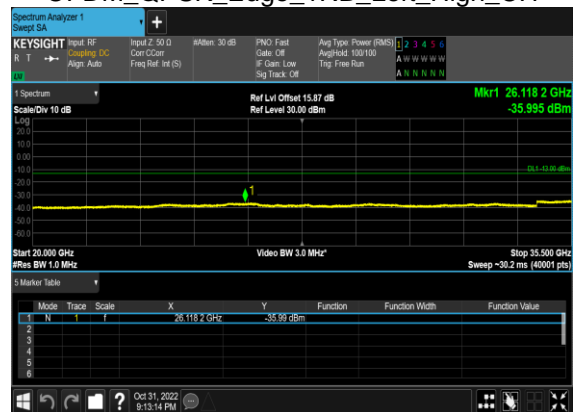 Spectrum Analyzer 1
Swept SA
+
KEYSIGHT Input: RF Input Z: 50 Ω #Atten: 30 dB PNO: Fast Avg Type: Power (RMS) 1 2 3 4 5 6
R T Coupling: DC Corr CCorr Gate: Off Avg|Hold: 100/100 A W W W W W
Align: Auto Freq Ref: Int (S) IF Gain: Low Trig: Free Run
LW Sig Track: Off A N N N N N
1 Spectrum Ref Lvl Offset 15.87 dB Mkr1 26.118 2 GHz
Scale/Div 10 dB Ref Level 30.00 dBm -35.995 dBm
Log
20.0
10.0
0.00
-10.0 DL1 -13.00 dBm
-20.0
-30.0 1
-40.0
-50.0
-60.0
Start 20.000 GHz Video BW 3.0 MHz* Stop 35.500 GHz
#Res BW 1.0 MHz Sweep ~30.2 ms (40001 pts)
5 Marker Table
Mode Trace Scale X Y Function Function Width Function Value
1 N 1 f 26.118 2 GHz -35.99 dBm
2
3
4
5
6
? Oct 31, 2022
9:13:14 PM